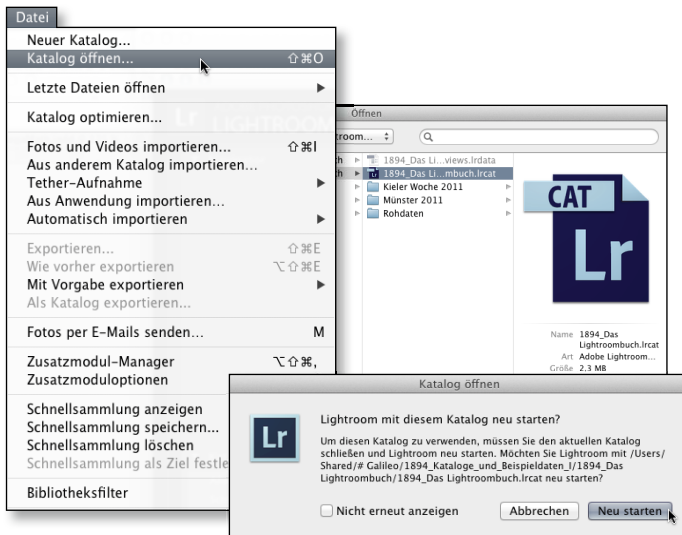 Datei
Neuer Katalog...
Katalog öffnen... ⇧⌘O
Letzte Dateien öffnen ▶
Katalog optimieren...
Fotos und Videos importieren... ⇧⌘I
Aus anderem Katalog importieren...
Tether-Aufnahme ▶
Aus Anwendung importieren...
Automatisch importieren ▶
Exportieren... ⇧⌘E
Wie vorher exportieren ⌥⇧⌘E
Mit Vorgabe exportieren ▶
Als Katalog exportieren...
Fotos per E-Mails senden... M
Zusatzmodul-Manager ⌥⇧⌘,
Zusatzmoduloptionen
Schnellsammlung anzeigen
Schnellsammlung speichern...
Schnellsammlung löschen
Schnellsammlung als Ziel festle
Bibliotheksfilter
Lr LIGHTROOM
Öffnen
room...
1894_Das Li...views.lrdata
1894_Das Li...mbuch.lrcat
Kieler Woche 2011
Münster 2011
Rohdaten
CAT
Lr
Name 1894_Das
Lightroombuch.lrcat
Art Adobe Lightroom...
Größe 2,3 MB
Katalog öffnen
Lr
Lightroom mit diesem Katalog neu starten?
Um diesen Katalog zu verwenden, müssen Sie den aktuellen Katalog
schließen und Lightroom neu starten. Möchten Sie Lightroom mit /Users/
Shared/# Galileo/1894_Kataloge_und_Beispieldaten_I/1894_Das
Lightroombuch/1894_Das Lightroombuch.lrcat neu starten?
Nicht erneut anzeigen
Abbrechen
Neu starten